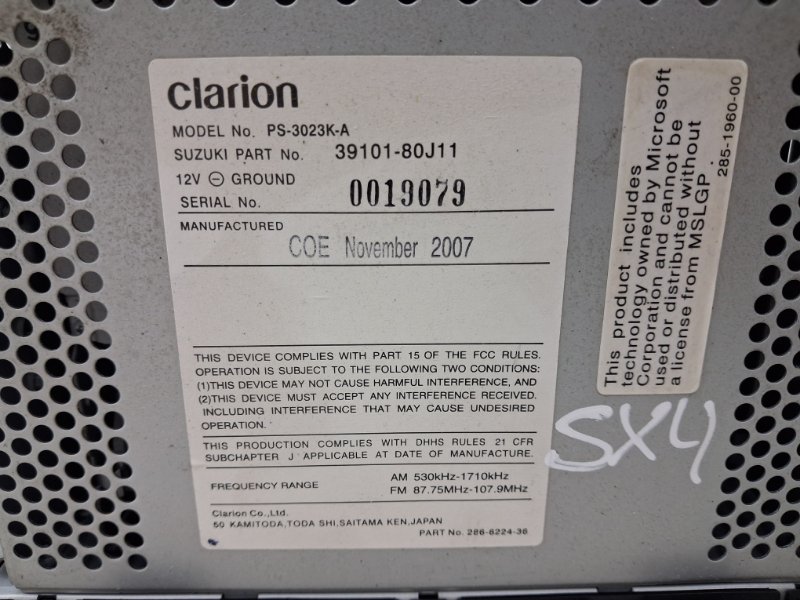 clarion
MODEL No. PS-3023K-A
SUZUKI PART No. 39101-80J11
12V ⊖ GROUND
SERIAL No. 0019079
MANUFACTURED
COE November 2007
THIS DEVICE COMPLIES WITH PART 15 OF THE FCC RULES.
OPERATION IS SUBJECT TO THE FOLLOWING TWO CONDITIONS:
(1)THIS DEVICE MAY NOT CAUSE HARMFUL INTERFERENCE, AND
(2)THIS DEVICE MUST ACCEPT ANY INTERFERENCE RECEIVED.
INCLUDING INTERFERENCE THAT MAY CAUSE UNDESIRED
OPERATION.
THIS PRODUCTION COMPLIES WITH DHHS RULES 21 CFR
SUBCHAPTER J APPLICABLE AT DATE OF MANUFACTURE.
FREQUENCY RANGE AM 530kHz-1710kHz
FM 87.75MHz-107.9MHz
Clarion Co.,Ltd.
50 KAMITODA,TODA SHI,SAITAMA KEN,JAPAN
PART No. 286-6224-36
This product includes
technology owned by Microsoft
Corporation and cannot be
used or distributed without
a license from MSLGP.
285-1960-00
SX4